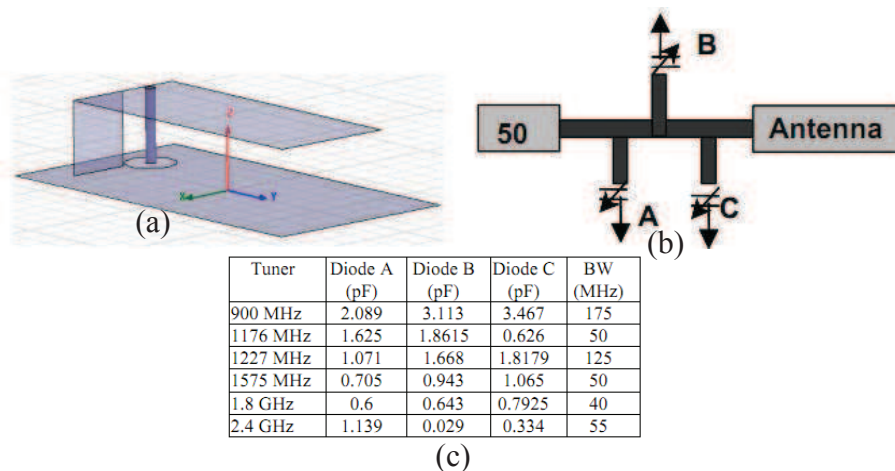 (a)
Z
X
Y
50
Antenna
A
B
C
(b)
Tuner Diode A (pF) Diode B (pF) Diode C (pF) BW (MHz)
900 MHz 2.089 3.113 3.467 175
1176 MHz 1.625 1.8615 0.626 50
1227 MHz 1.071 1.668 1.8179 125
1575 MHz 0.705 0.943 1.065 50
1.8 GHz 0.6 0.643 0.7925 40
2.4 GHz 1.139 0.029 0.334 55
(c)